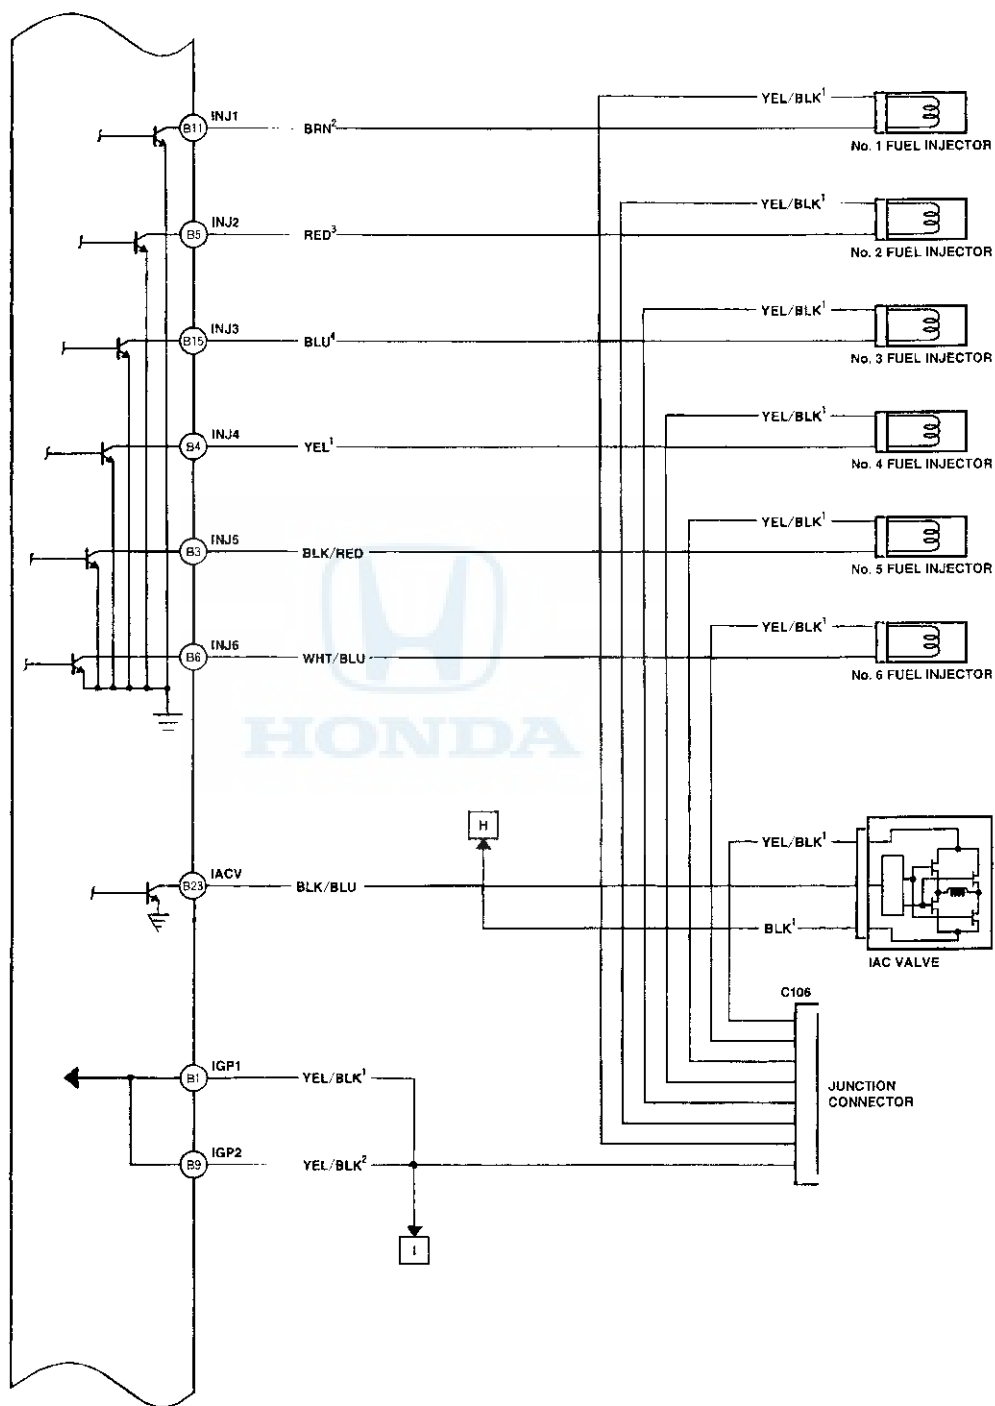 YEL/BLK¹
INJ1
B11
BRN²
No. 1 FUEL INJECTOR
YEL/BLK¹
INJ2
B5
RED³
No. 2 FUEL INJECTOR
YEL/BLK¹
INJ3
B15
BLU⁴
No. 3 FUEL INJECTOR
YEL/BLK¹
INJ4
B4
YEL¹
No. 4 FUEL INJECTOR
YEL/BLK¹
INJ5
B3
BLK/RED
No. 5 FUEL INJECTOR
YEL/BLK¹
INJ6
B6
WHT/BLU
No. 6 FUEL INJECTOR
HONDA
H
YEL/BLK¹
IACV
B23
BLK/BLU
BLK¹
IAC VALVE
C106
IGP1
B1
YEL/BLK¹
JUNCTION
CONNECTOR
IGP2
B9
YEL/BLK²
I